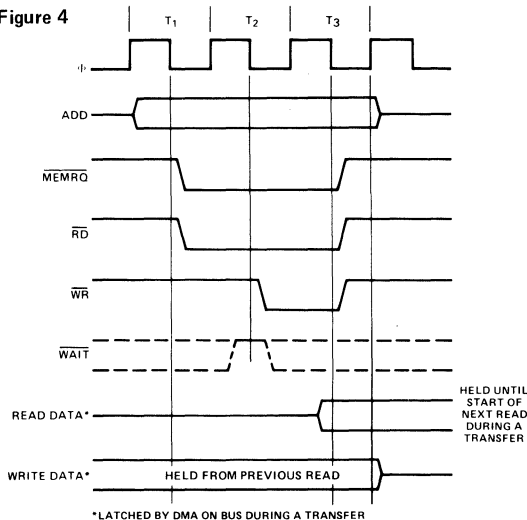 Figure 4
T1 T2 T3
Φ
ADD
MEMRQ
RD
WR
WAIT
READ DATA*
HELD UNTIL
START OF
NEXT READ
DURING A
TRANSFER
WRITE DATA*
HELD FROM PREVIOUS READ
*LATCHED BY DMA ON BUS DURING A TRANSFER